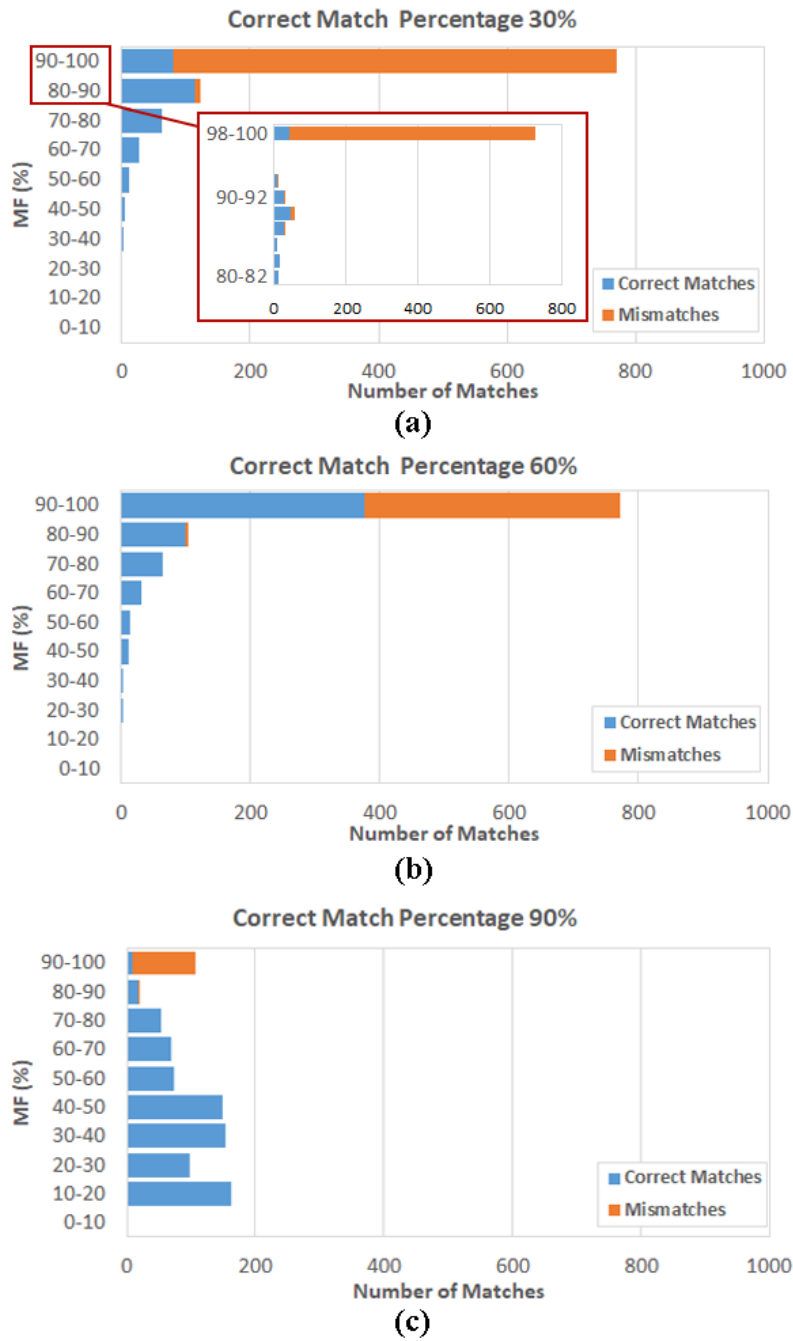 Correct Match Percentage 30%
90-100
80-90
70-80
60-70
50-60
40-50
30-40
20-30
10-20
0-10
MF (%)
98-100
90-92
80-82
0 200 400 600 800
Correct Matches
Mismatches
0 200 400 600 800 1000
Number of Matches
(a)
Correct Match Percentage 60%
90-100
80-90
70-80
60-70
50-60
40-50
30-40
20-30
10-20
0-10
MF (%)
Correct Matches
Mismatches
0 200 400 600 800 1000
Number of Matches
(b)
Correct Match Percentage 90%
90-100
80-90
70-80
60-70
50-60
40-50
30-40
20-30
10-20
0-10
MF (%)
Correct Matches
Mismatches
0 200 400 600 800 1000
Number of Matches
(c)